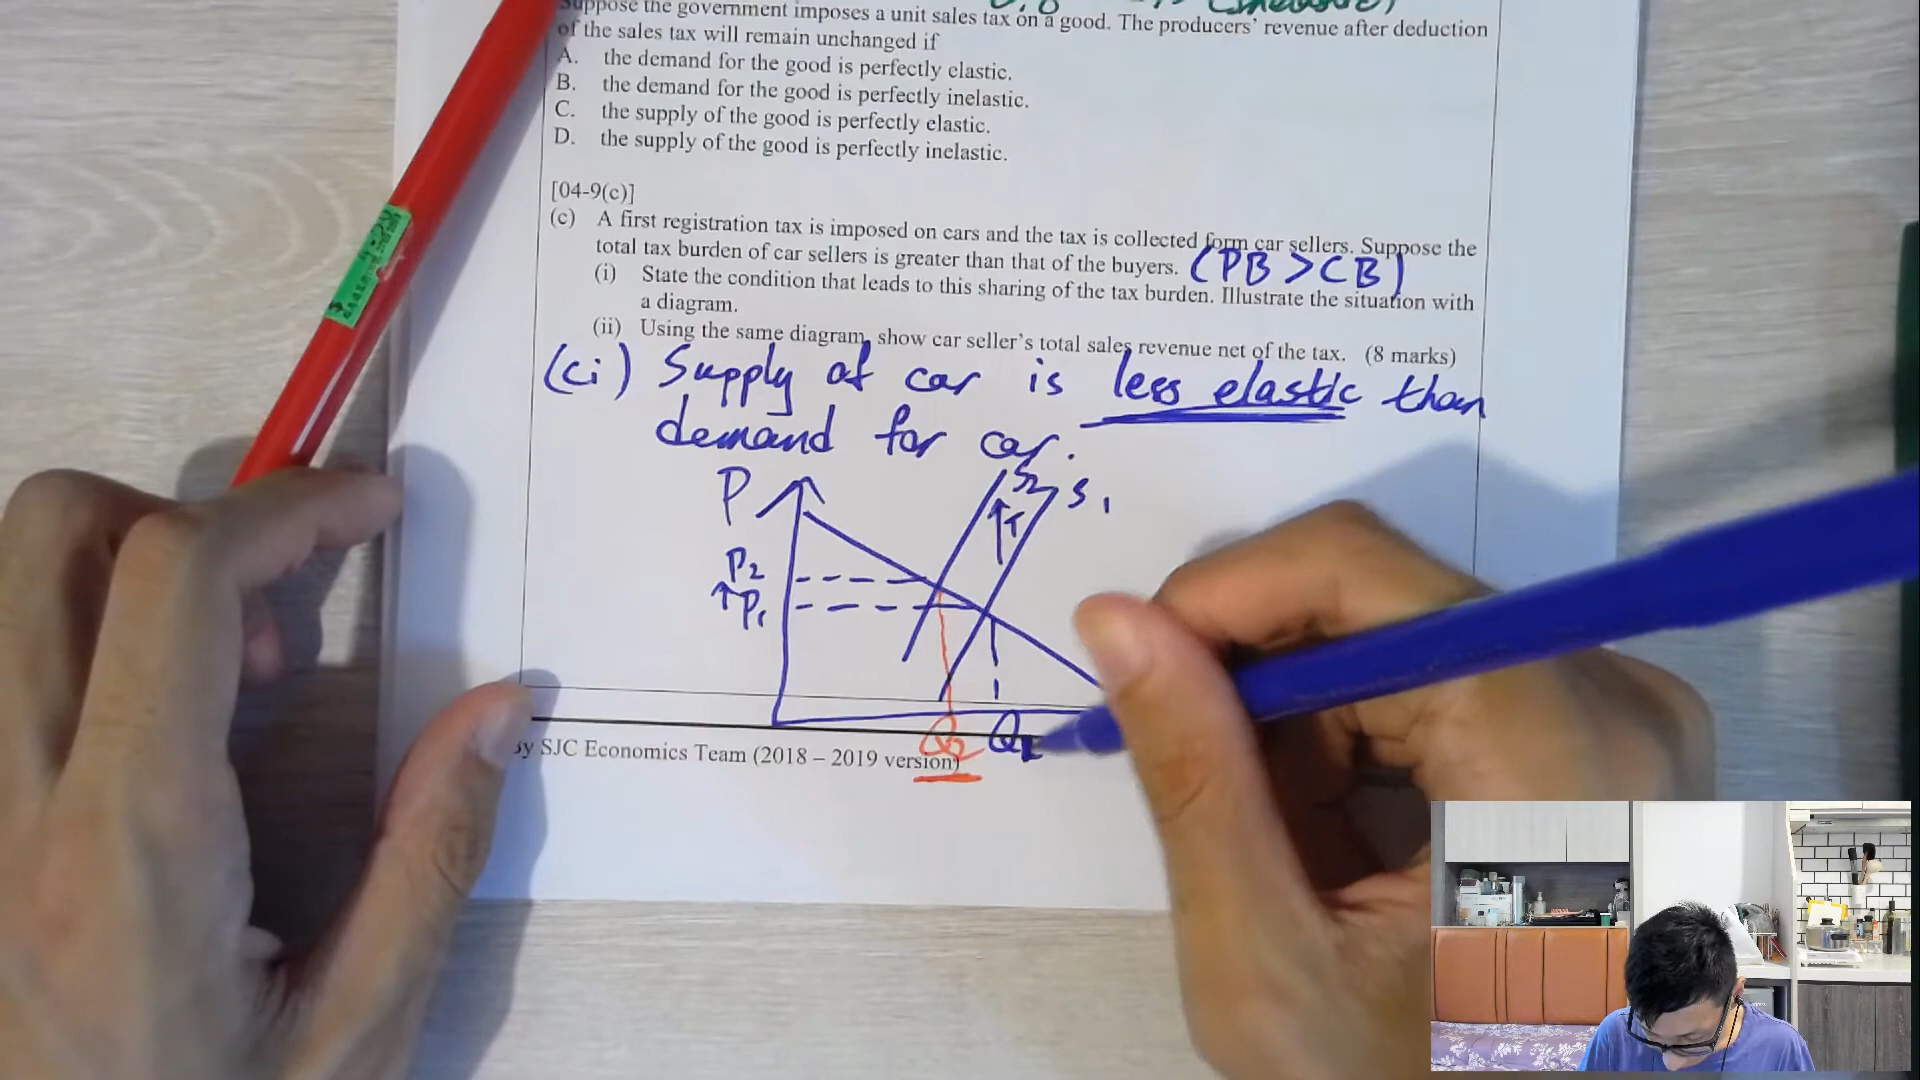 Suppose the government imposes a unit sales tax on a good. The producers' revenue after deduction
of the sales tax will remain unchanged if
A. the demand for the good is perfectly elastic.
B. the demand for the good is perfectly inelastic.
C. the supply of the good is perfectly elastic.
D. the supply of the good is perfectly inelastic.
[04-9(c)]
(c) A first registration tax is imposed on cars and the tax is collected form car sellers. Suppose the
total tax burden of car sellers is greater than that of the buyers. (PB > CB)
(i) State the condition that leads to this sharing of the tax burden. Illustrate the situation with
a diagram.
(ii) Using the same diagram, show car seller's total sales revenue net of the tax. (8 marks)
(ci) Supply of car is less elastic than
demand for car.
P
S2 S1
↑T
P2
↑P1
Q2
By SJC Economics Team (2018 – 2019 version)